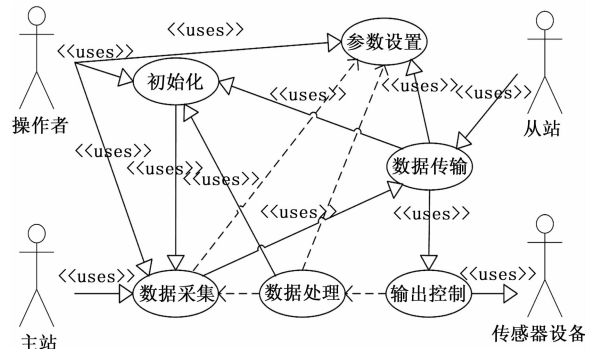 <<uses>>
<<uses>>
参数设置
初始化
操作者
<<uses>>
<<uses>>
<<uses>>
从站
<<uses>>
<<uses>>
<<uses>>
数据传输
<<uses>>
<<uses>>
<<uses>>
<<uses>>
数据采集
数据处理
输出控制
主站
传感器设备